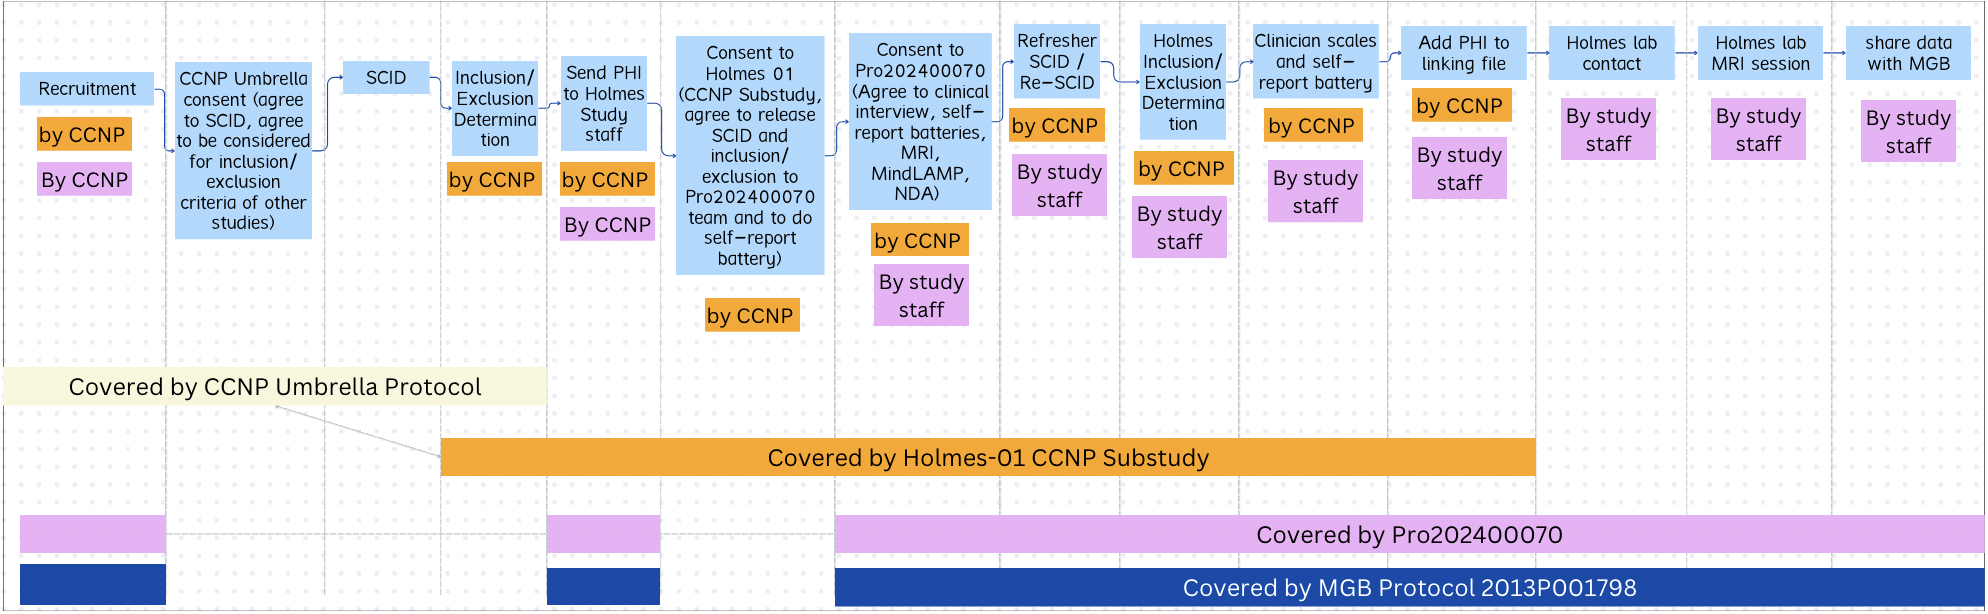 Recruitment
by CCNP
By CCNP
CCNP Umbrella
consent (agree
to SCID, agree
to be considered
for inclusion/
exclusion
criteria of other
studies)
SCID
Inclusion/
Exclusion
Determina
tion
by CCNP
Send PHI
to Holmes
Study
staff
by CCNP
By CCNP
Consent to
Holmes 01
(CCNP Substudy,
agree to release
SCID and
inclusion/
exclusion to
Pro202400070
team and to do
self-report
battery)
by CCNP
Consent to
Pro202400070
(Agree to clinical
interview, self-
report batteries,
MRI,
MindLAMP,
NDA)
by CCNP
By study
staff
Refresher
SCID /
Re-SCID
by CCNP
By study
staff
Holmes
Inclusion/
Exclusion
Determina
tion
by CCNP
By study
staff
Clinician scales
and self-
report battery
by CCNP
By study
staff
Add PHI to
linking file
by CCNP
By study
staff
Holmes lab
contact
By study
staff
Holmes lab
MRI session
By study
staff
share data
with MGB
By study
staff
Covered by CCNP Umbrella Protocol
Covered by Holmes-01 CCNP Substudy
Covered by Pro202400070
Covered by MGB Protocol 2013P001798